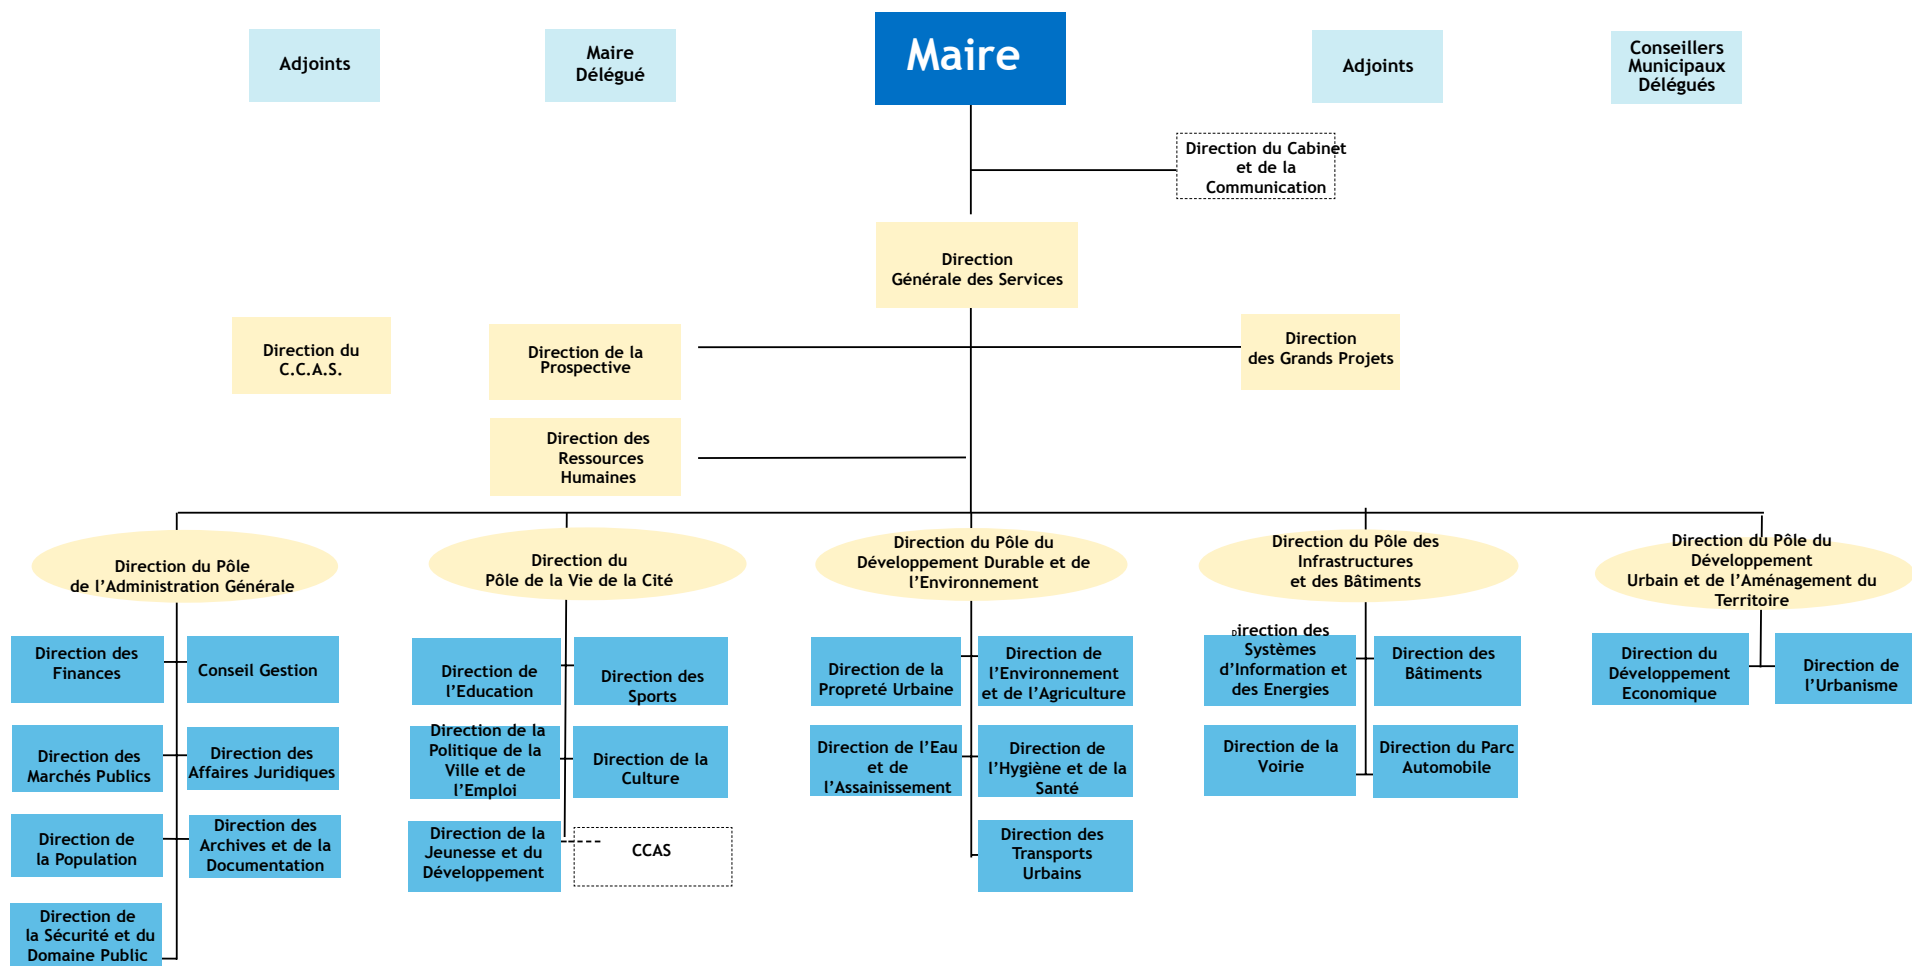 Adjoints
Maire
Délégué
Maire
Adjoints
Conseillers
Municipaux
Délégués
Direction du Cabinet
et de la
Communication
Direction
Générale des Services
Direction du
C.C.A.S.
Direction de la
Prospective
Direction
des Grands Projets
Direction des
Ressources
Humaines
Direction du Pôle
de l’Administration Générale
Direction du
Pôle de la Vie de la Cité
Direction du Pôle du
Développement Durable et de
l’Environnement
Direction du Pôle des
Infrastructures
et des Bâtiments
Direction du Pôle du
Développement
Urbain et de l’Aménagement du
Territoire
Direction des
Finances
Conseil Gestion
Direction des
Marchés Publics
Direction des
Affaires Juridiques
Direction de
la Population
Direction des
Archives et de la
Documentation
Direction de
la Sécurité et du
Domaine Public
Direction de
l’Education
Direction des
Sports
Direction de la
Politique de la
Ville et de
l’Emploi
Direction de la
Culture
Direction de la
Jeunesse et du
Développement
CCAS
Direction de la
Propreté Urbaine
Direction de
l’Environnement
et de l’Agriculture
Direction de l’Eau
et de
l’Assainissement
Direction de
l’Hygiène et de la
Santé
Direction des
Transports
Urbains
Direction des
Systèmes
d’Information et
des Energies
Direction des
Bâtiments
Direction de la
Voirie
Direction du Parc
Automobile
Direction du
Développement
Economique
Direction de
l’Urbanisme